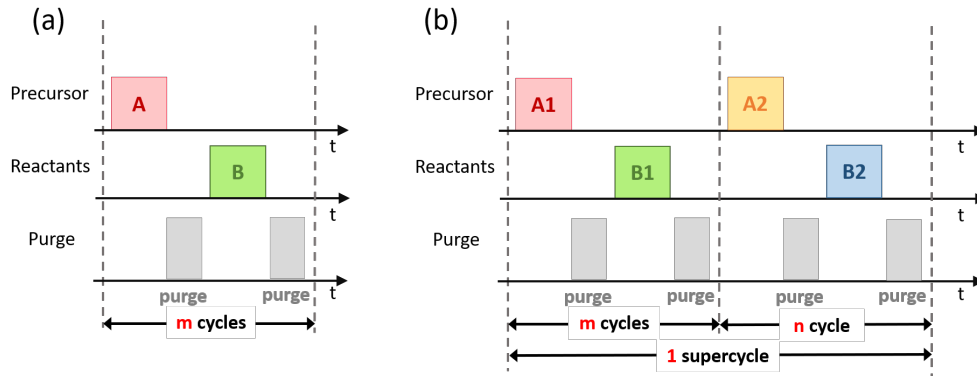 (a)
Precursor
A
t
Reactants
B
t
Purge
t
purge
purge
m cycles
(b)
Precursor
A1
A2
t
Reactants
B1
B2
t
Purge
t
purge
purge
purge
purge
m cycles
n cycle
1 supercycle